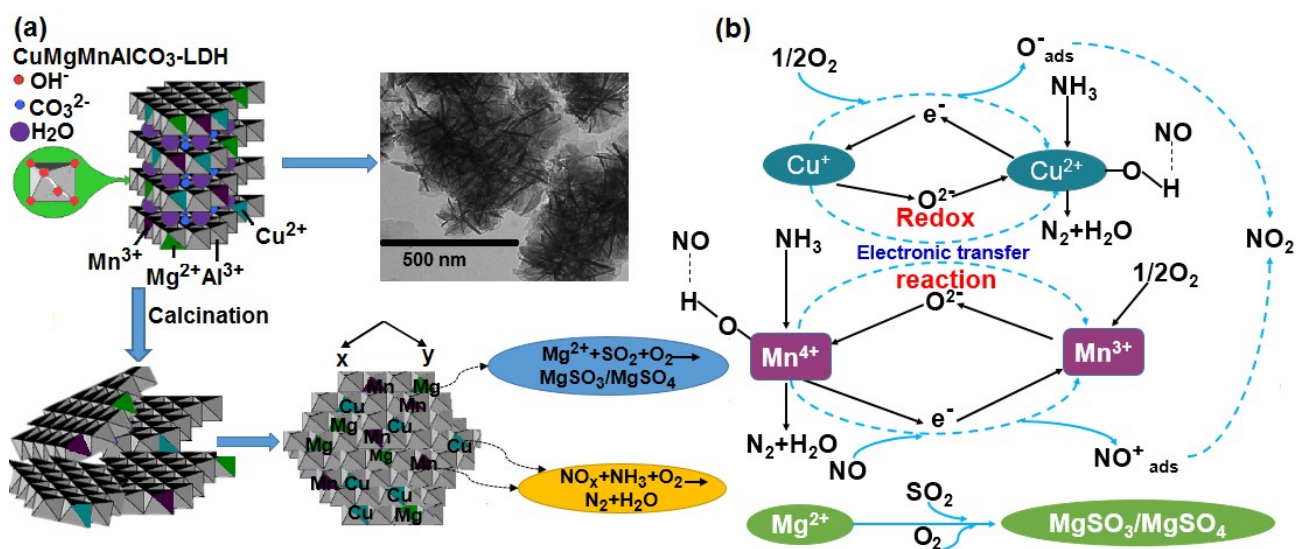 (a)
CuMgMnAlCO₃-LDH
OH⁻
CO₃²⁻
H₂O
Mn³⁺
Mg²⁺Al³⁺
Cu²⁺
500 nm
Calcination
x
y
Mn
Mg
Cu
Mn
Mg
Cu
Mn
Mg
Cu
Mn
Mn
Cu
Cu
Cu
Mg
Mg²⁺+SO₂+O₂
MgSO₃/MgSO₄
NOₓ+NH₃+O₂
N₂+H₂O
(b)
1/2O₂
O⁻ ads
NH₃
NO
e⁻
Cu⁺
Cu²⁺
O
H
O²⁻
Redox
N₂+H₂O
NO₂
NO
NH₃
Electronic transfer
reaction
1/2O₂
H
O
O²⁻
Mn⁴⁺
Mn³⁺
e⁻
N₂+H₂O
NO
NO⁺ ads
Mg²⁺
SO₂
O₂
MgSO₃/MgSO₄